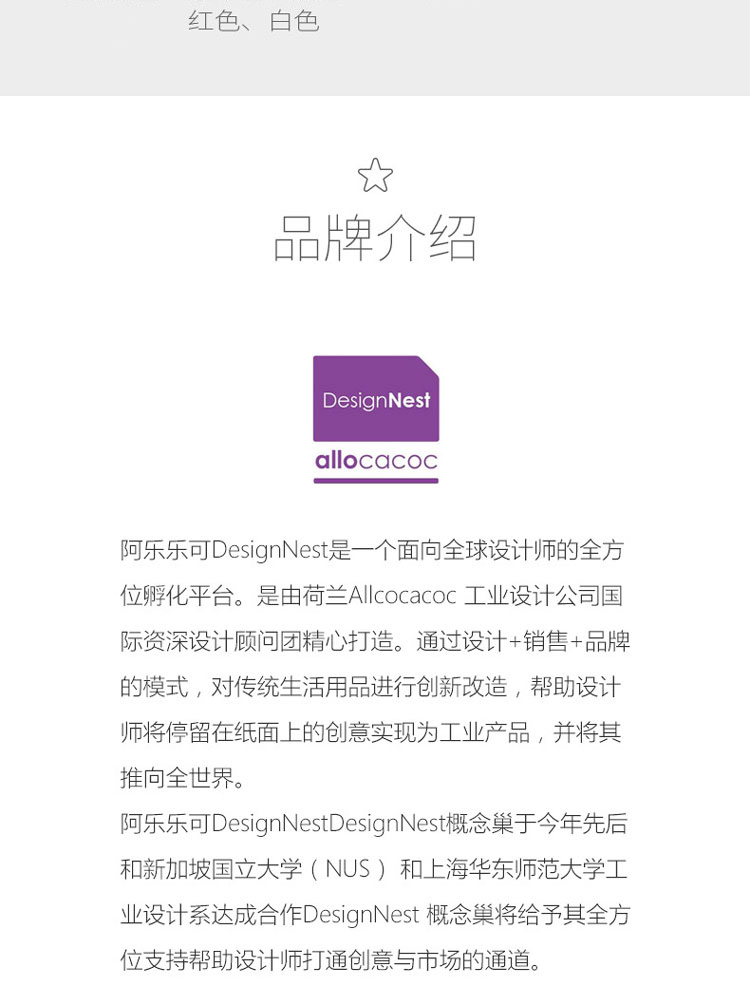 红色、白色
品牌介绍
DesignNest
allocacoc
阿乐乐可DesignNest是一个面向全球设计师的全方
位孵化平台。是由荷兰Allcocacoc 工业设计公司国
际资深设计顾问团精心打造。通过设计+销售+品牌
的模式，对传统生活用品进行创新改造，帮助设计
师将停留在纸面上的创意实现为工业产品，并将其
推向全世界。
阿乐乐可DesignNestDesignNest概念巢于今年先后
和新加坡国立大学（NUS） 和上海华东师范大学工
业设计系达成合作DesignNest 概念巢将给予其全方
位支持帮助设计师打通创意与市场的通道。